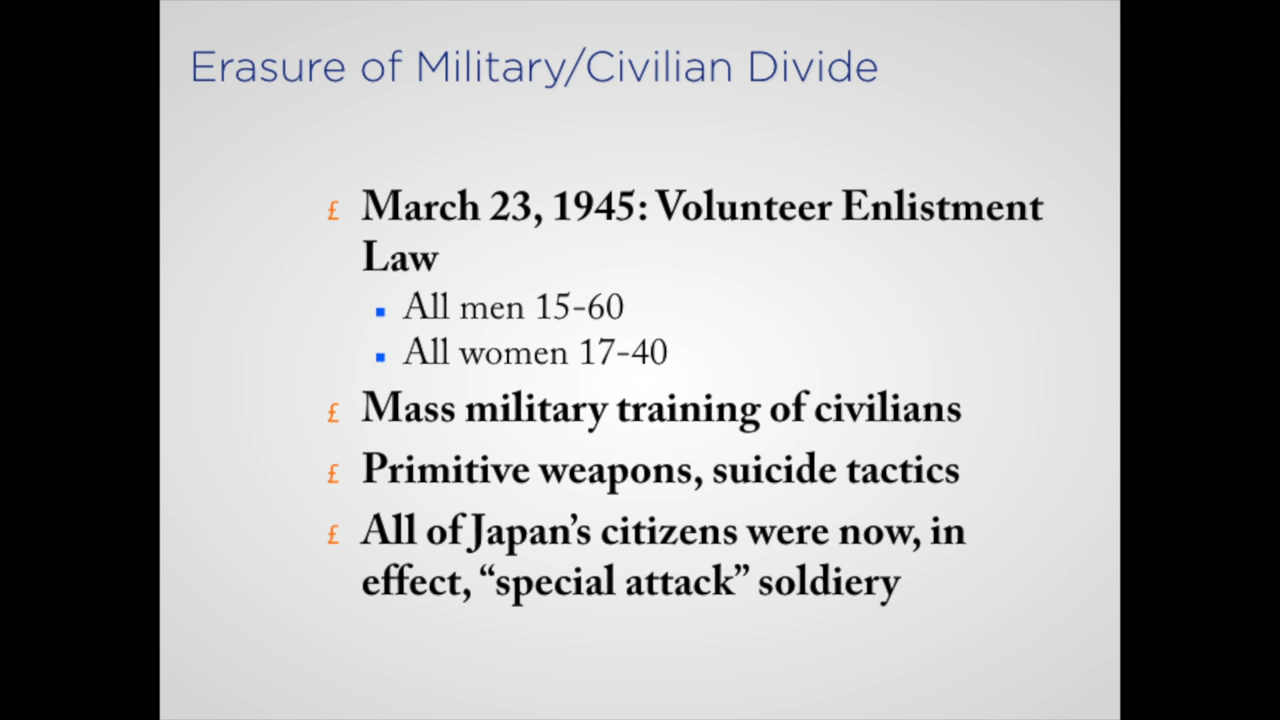 Erasure of Military/Civilian Divide
£ March 23, 1945: Volunteer Enlistment
Law
▪ All men 15-60
▪ All women 17-40
£ Mass military training of civilians
£ Primitive weapons, suicide tactics
£ All of Japan’s citizens were now, in
effect, “special attack” soldiery